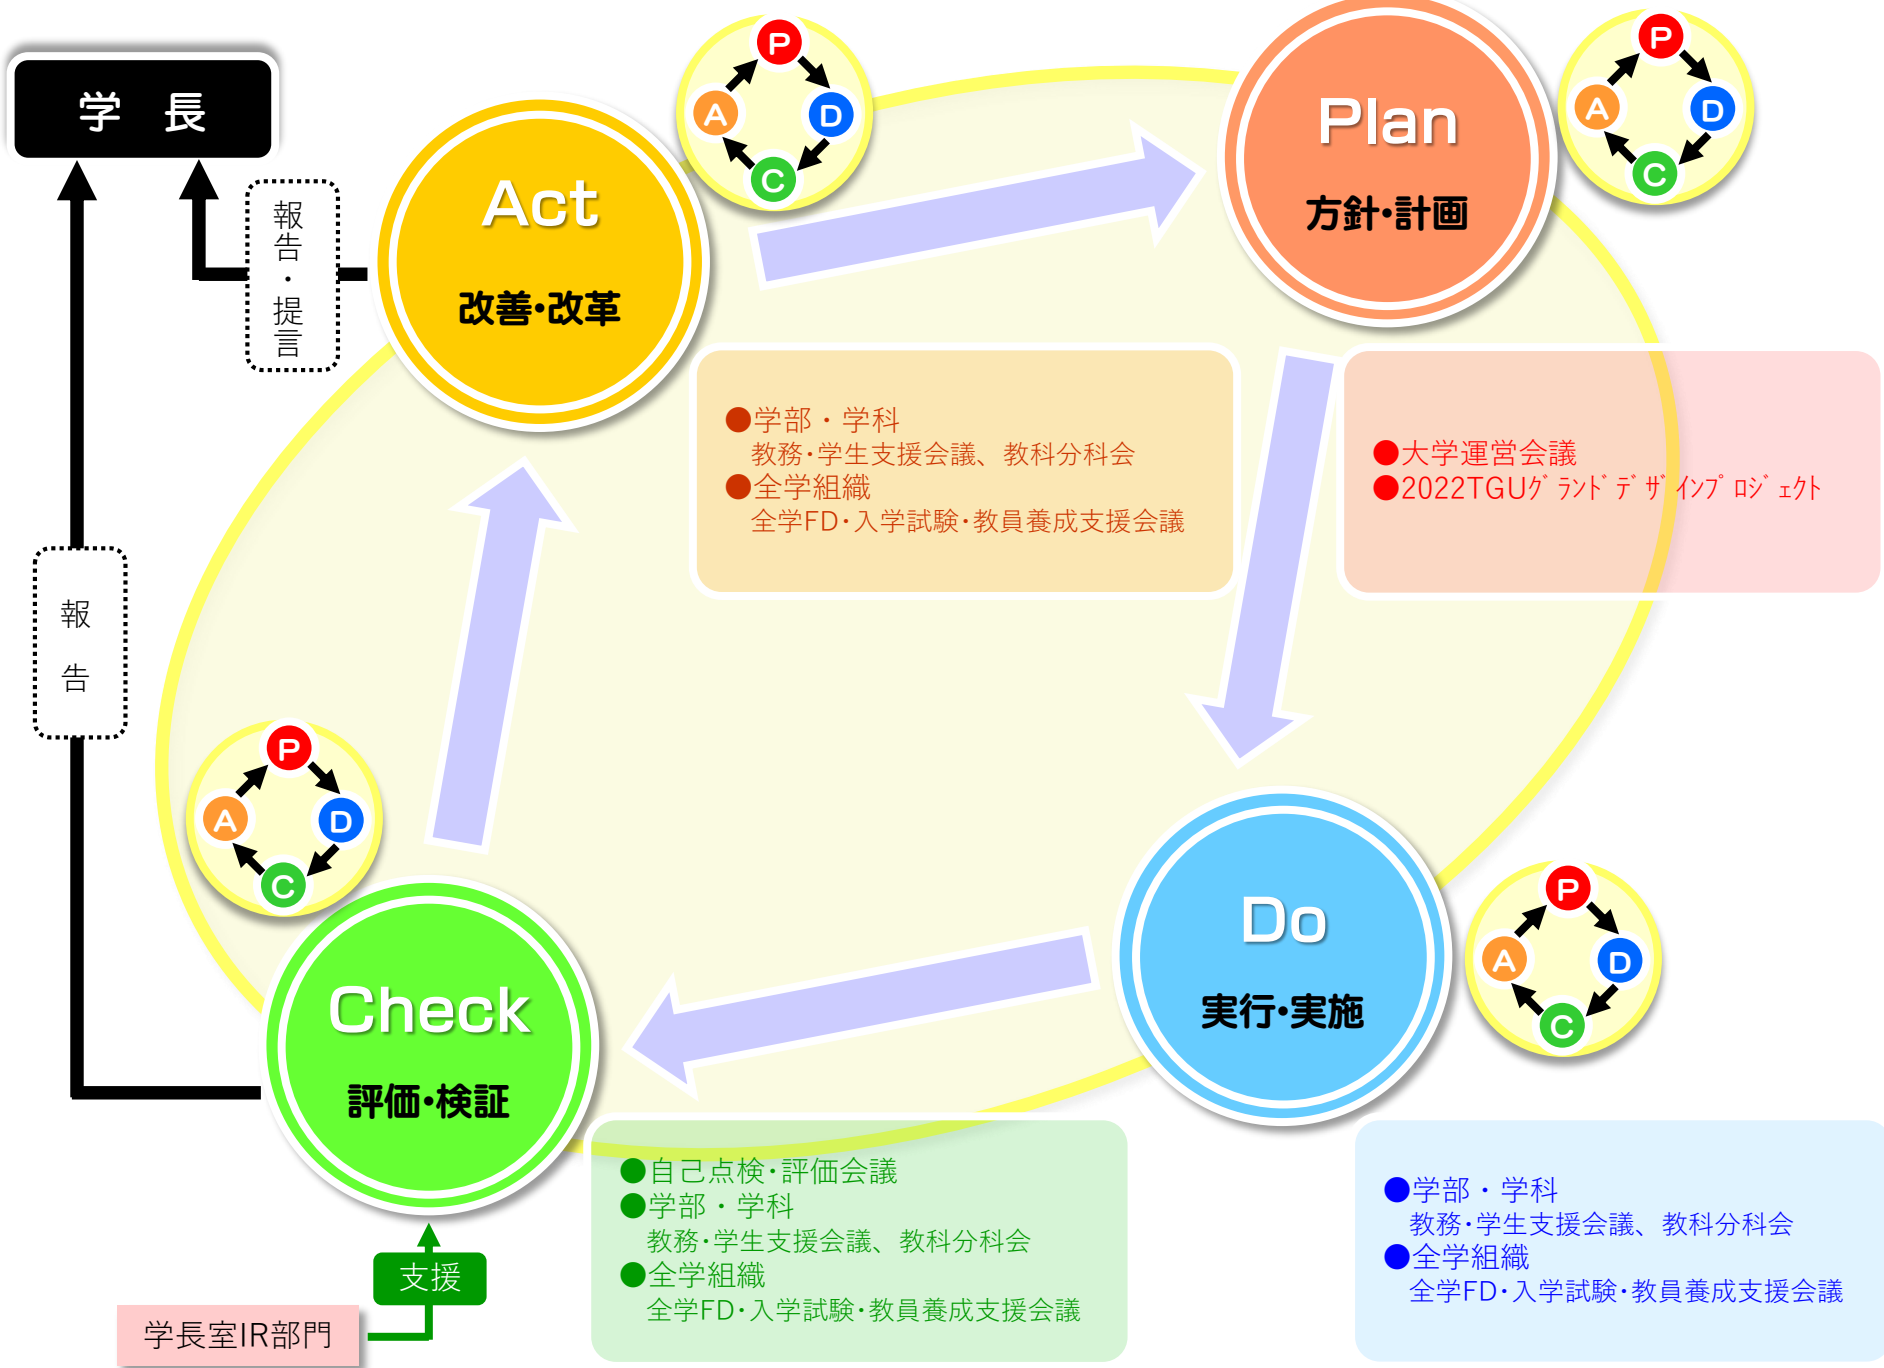 学 長
報告・提言
報 告
Act
改善・改革
P
D
C
A
Plan
方針・計画
P
D
C
A
●学部・学科
教務・学生支援会議、教科分科会
●全学組織
全学FD・入学試験・教員養成支援会議
●大学運営会議
●2022TGUｸﾞﾗﾝﾄﾞﾃﾞｻﾞｲﾝﾌﾟﾛｼﾞｪｸﾄ
P
D
C
A
Check
評価・検証
Do
実行・実施
P
D
C
A
●自己点検・評価会議
●学部・学科
教務・学生支援会議、教科分科会
●全学組織
全学FD・入学試験・教員養成支援会議
●学部・学科
教務・学生支援会議、教科分科会
●全学組織
全学FD・入学試験・教員養成支援会議
支援
学長室IR部門